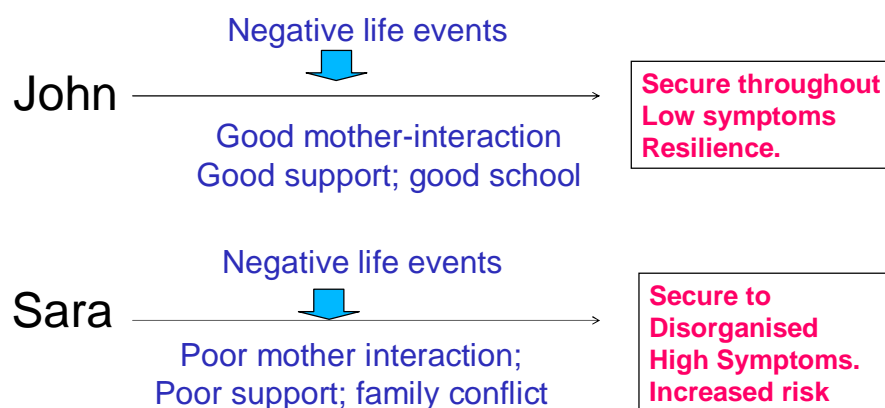 Negative life events
John
Good mother-interaction
Good support; good school
Secure throughout
Low symptoms
Resilience.
Negative life events
Sara
Poor mother interaction;
Poor support; family conflict
Secure to
Disorganised
High Symptoms.
Increased risk